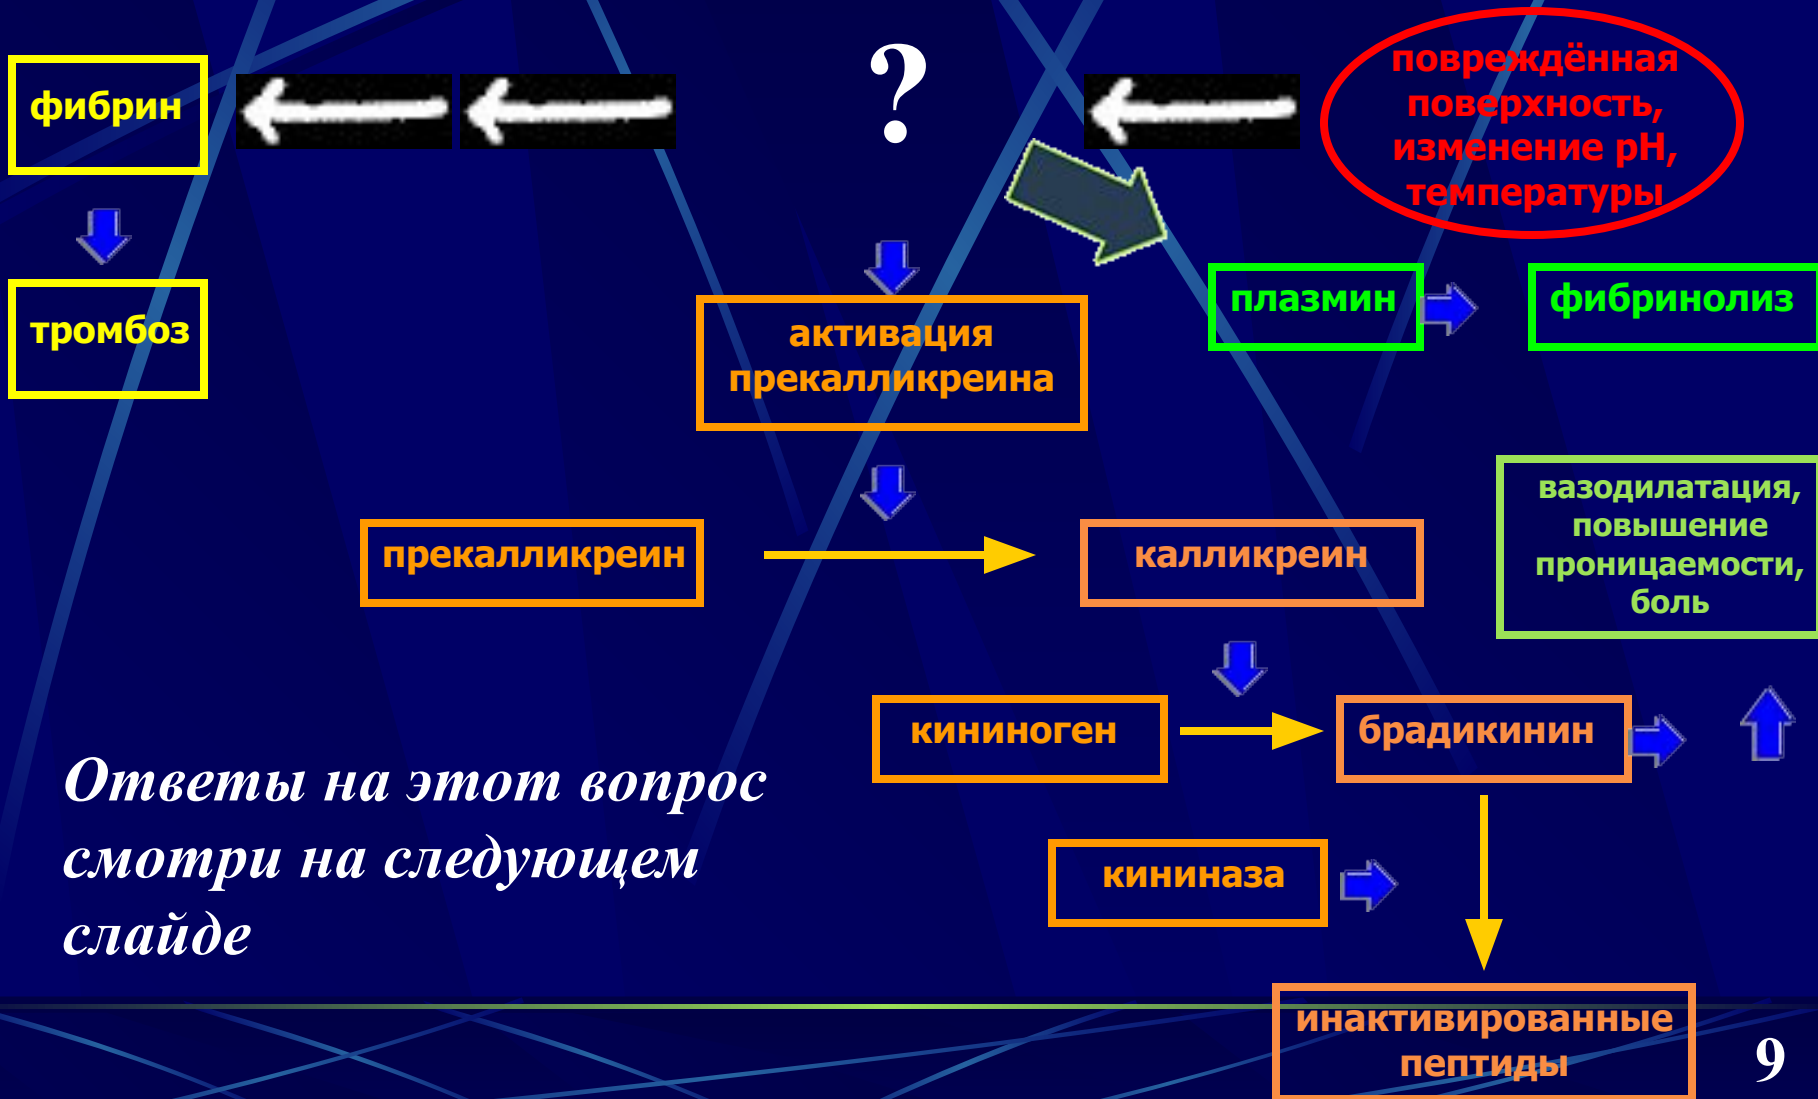 ?
повреждённая
поверхность,
изменение рН,
температуры
фибрин
тромбоз
активация
прекалликреина
плазмин
фибринолиз
прекалликреин
калликреин
вазодилатация,
повышение
проницаемости,
боль
кининоген
брадикинин
Ответы на этот вопрос
смотри на следующем
слайде
кининаза
инактивированные
пептиды
9